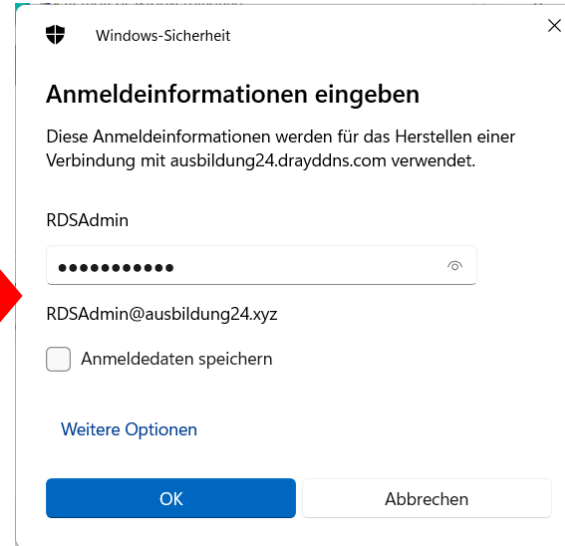 Windows-Sicherheit
Anmeldeinformationen eingeben
Diese Anmeldeinformationen werden für das Herstellen einer
Verbindung mit ausbildung24.drayddns.com verwendet.
RDSAdmin
●●●●●●●●●●●
RDSAdmin@ausbildung24.xyz
Anmeldedaten speichern
Weitere Optionen
OK
Abbrechen